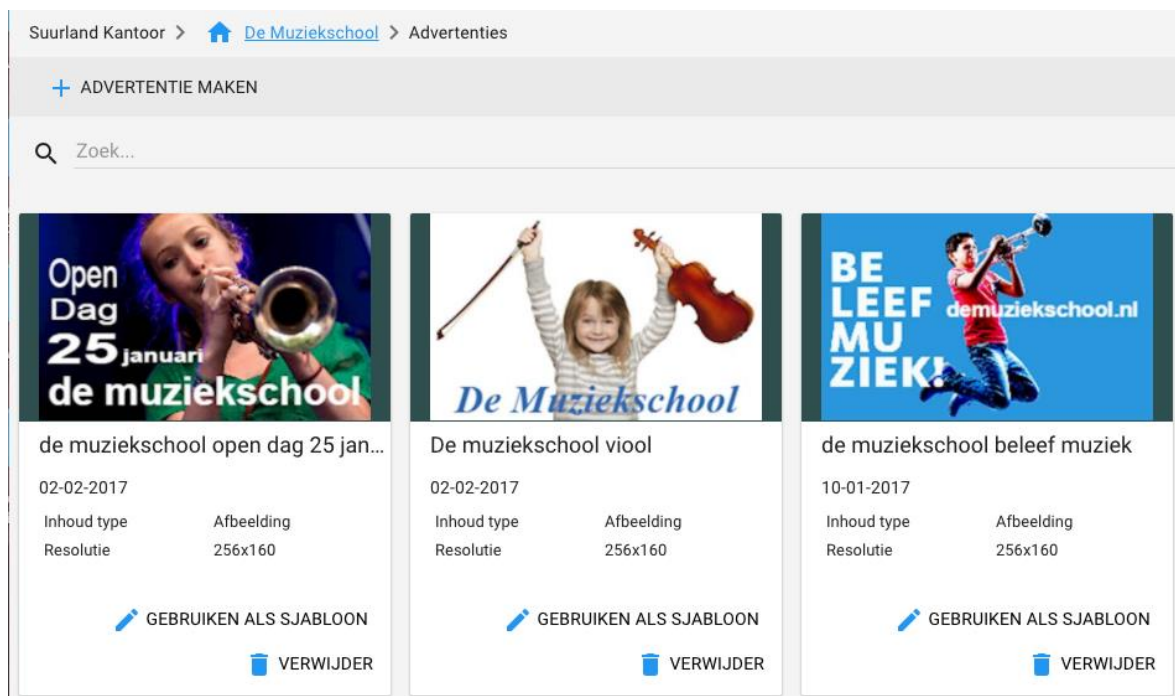 Suurland Kantoor > De Muziekschool > Advertenties
+ ADVERTENTIE MAKEN
Zoek...
Open
Dag
25 januari
de muziekschool
De Muziekschool
BE
LEEF
MU
ZIEK!
demuziekschool.nl
de muziekschool open dag 25 jan...
02-02-2017
Inhoud type Afbeelding
Resolutie 256x160
GEBRUIKEN ALS SJABLOON
VERWIJDER
De muziekschool viool
02-02-2017
Inhoud type Afbeelding
Resolutie 256x160
GEBRUIKEN ALS SJABLOON
VERWIJDER
de muziekschool beleef muziek
10-01-2017
Inhoud type Afbeelding
Resolutie 256x160
GEBRUIKEN ALS SJABLOON
VERWIJDER